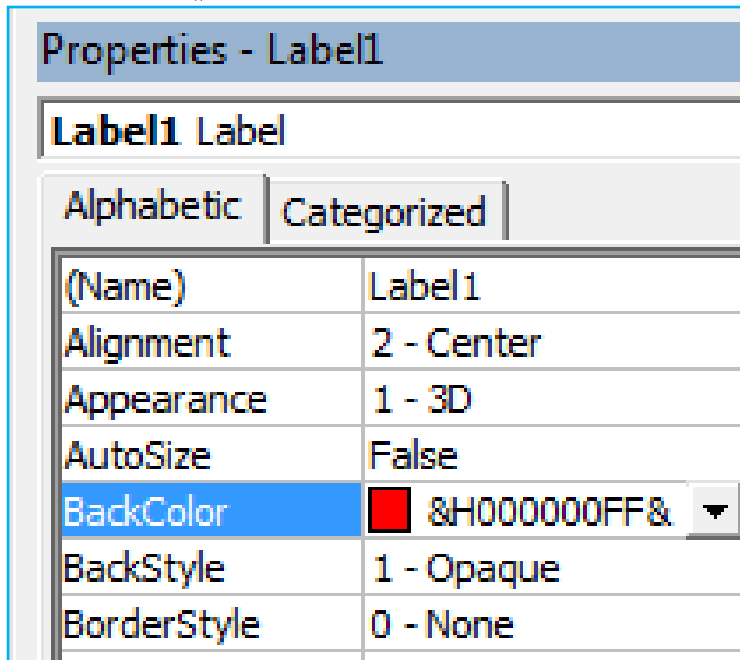 Properties - Label1
Label1 Label
Alphabetic Categorized
(Name) Label1
Alignment 2 - Center
Appearance 1 - 3D
AutoSize False
BackColor &H000000FF&
BackStyle 1 - Opaque
BorderStyle 0 - None